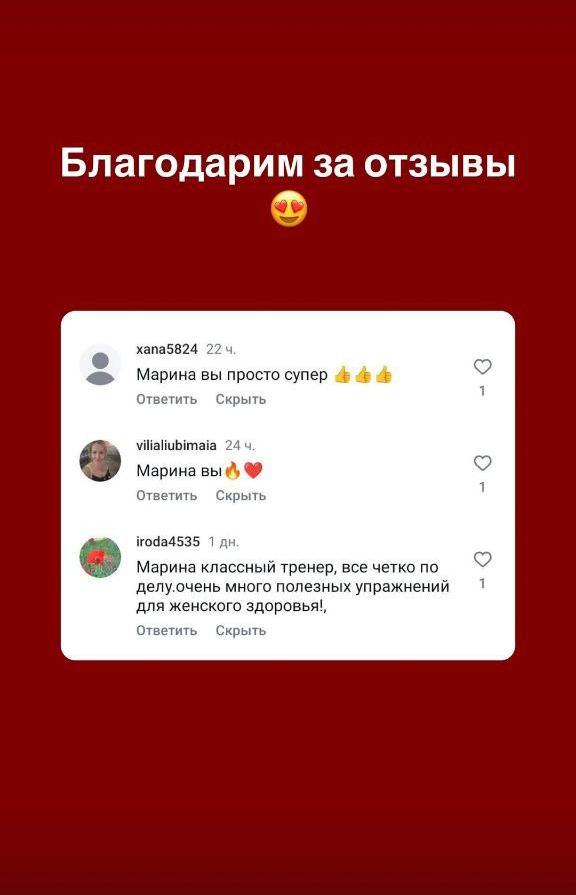 Благодарим за отзывы
😍
xana5824 22 ч.
Марина вы просто супер 👍👍👍
1
Ответить Скрыть
vilialiubimaia 24 ч.
Марина вы🔥❤️
1
Ответить Скрыть
iroda4535 1 дн.
Марина классный тренер, все четко по
делу.очень много полезных упражнений
1
для женского здоровья!,
Ответить Скрыть